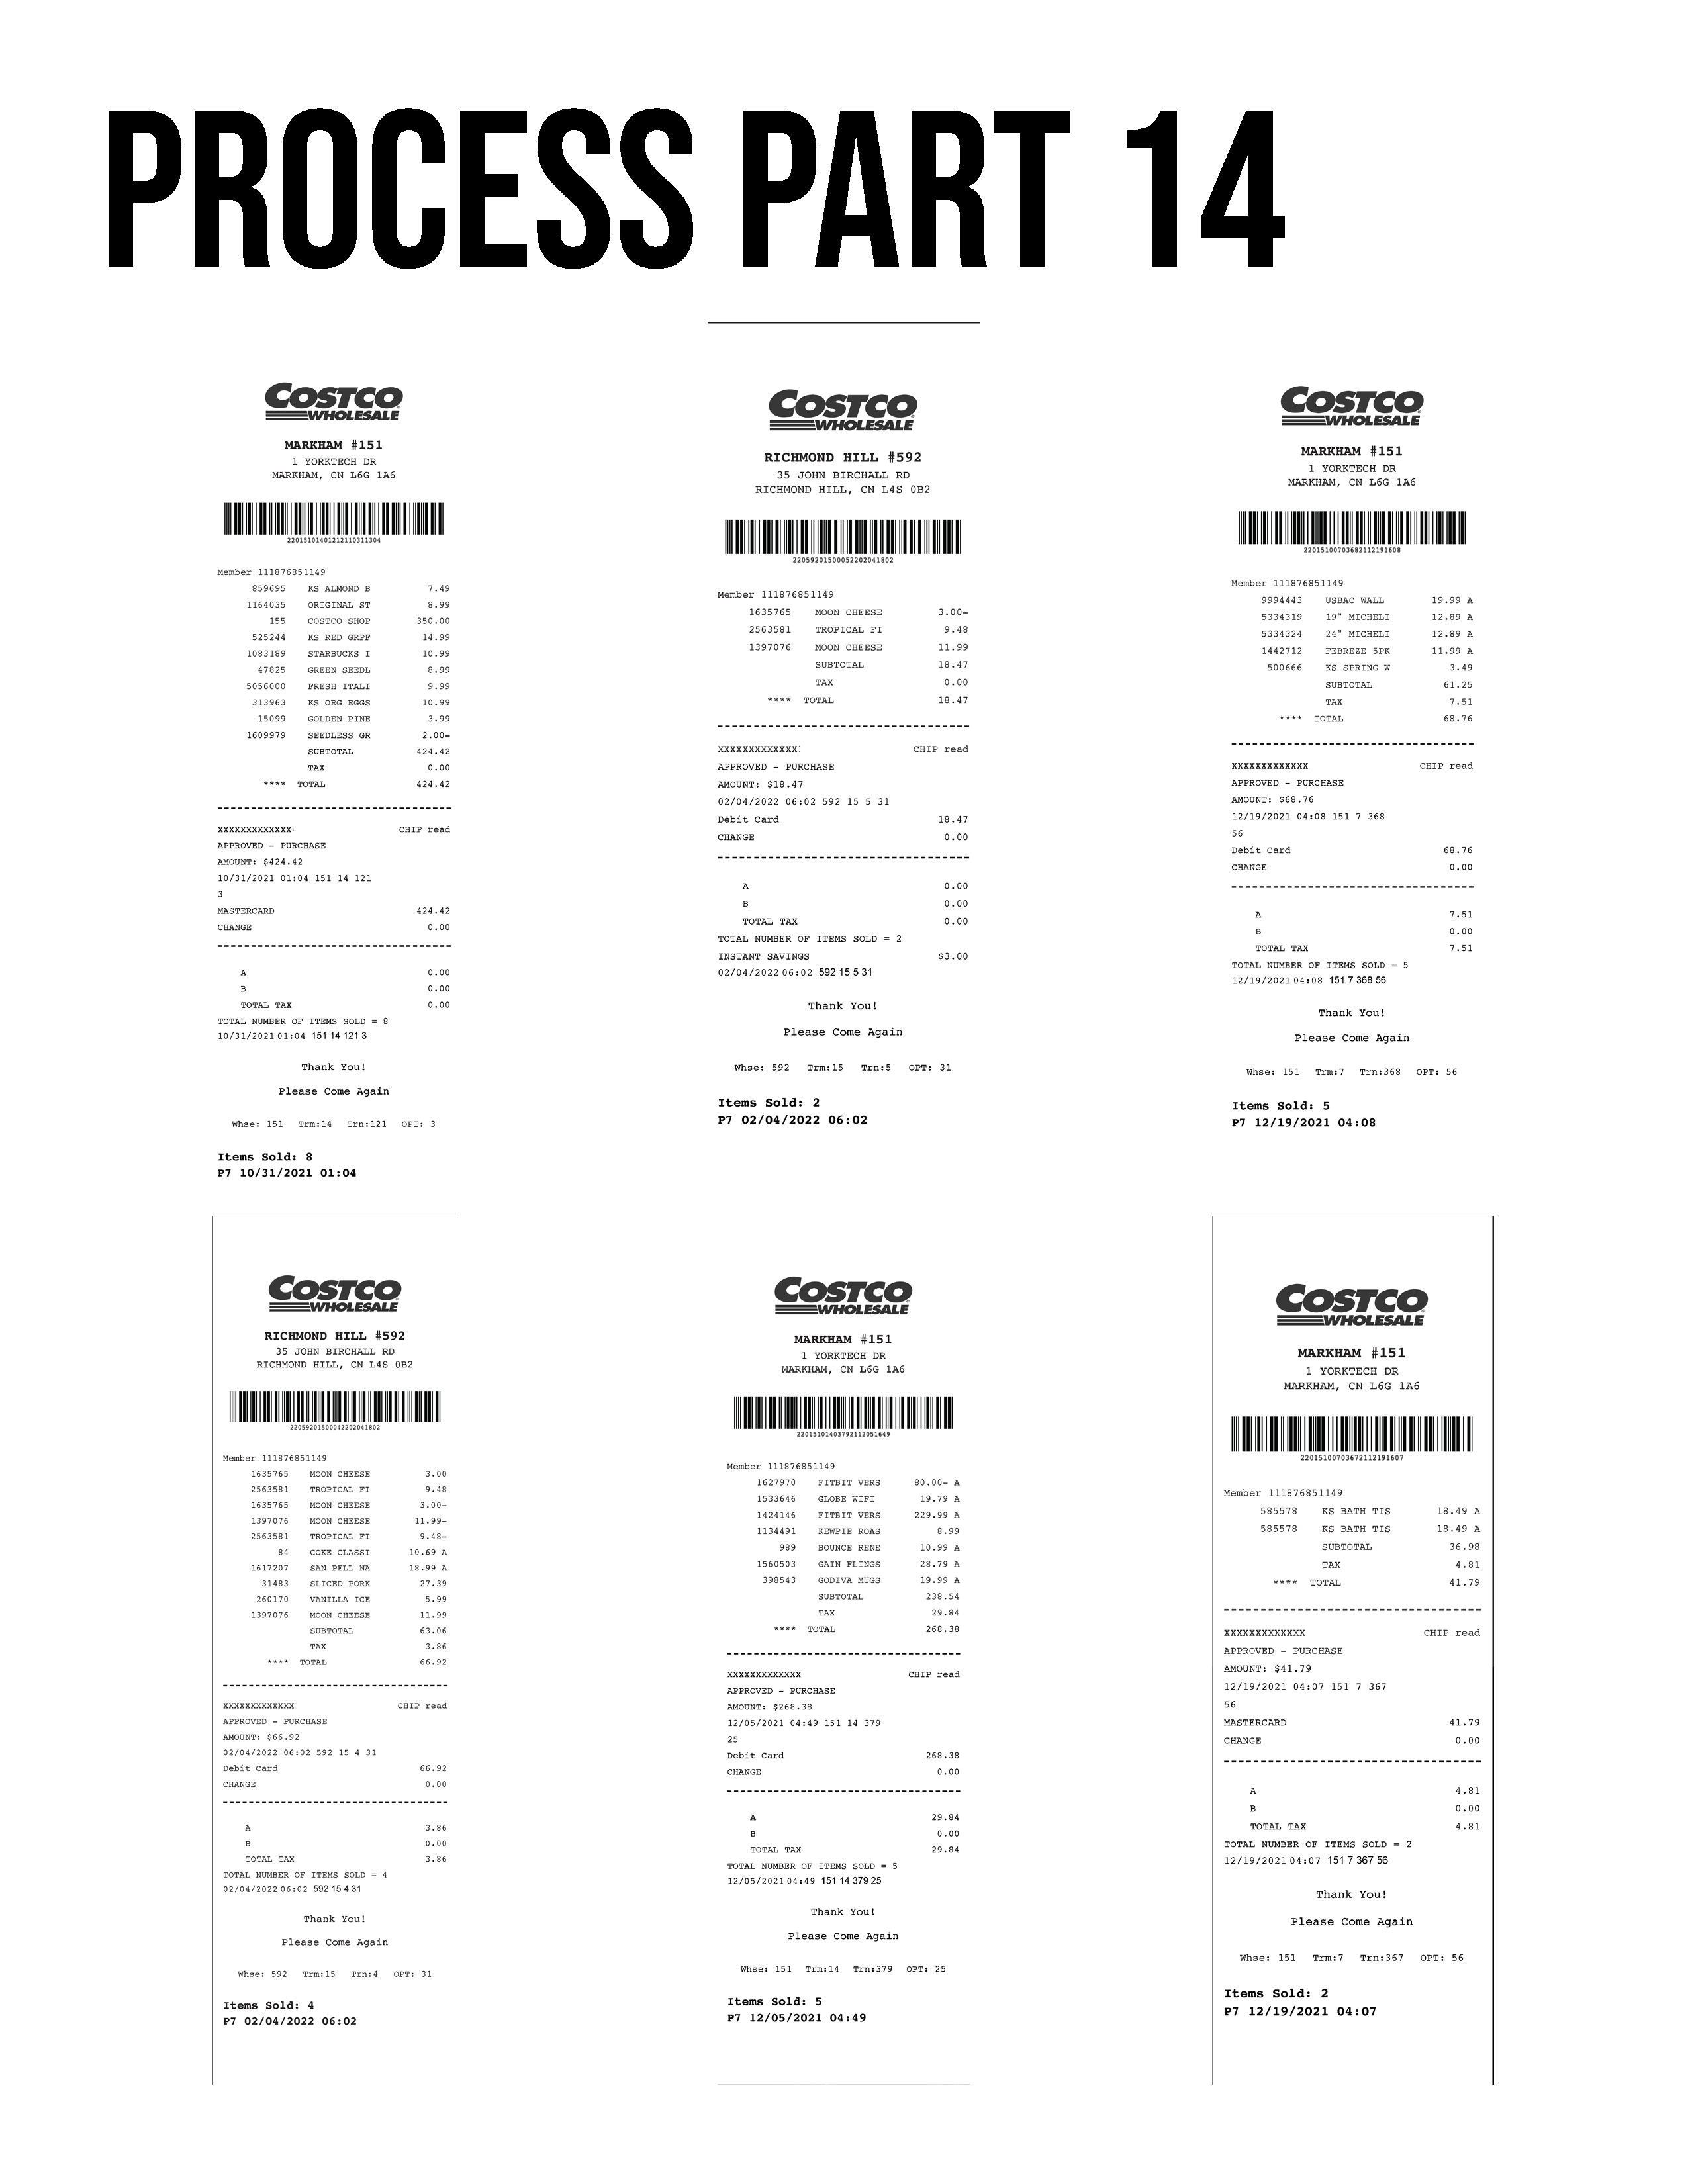 PROCESS PART 14
COSTCO
WHOLESALE
MARKHAM #151
1 YORKTECH DR
MARKHAM, CN L6G 1A6
22015101401212110311304
Member 111876851149
859695 KS ALMOND B 7.49
1164035 ORIGINAL ST 8.99
155 COSTCO SHOP 350.00
525244 KS RED GRPF 14.99
1083189 STARBUCKS I 10.99
47825 GREEN SEEDL 8.99
5056000 FRESH ITALI 9.99
313963 KS ORG EGGS 10.99
15099 GOLDEN PINE 3.99
1609979 SEEDLESS GR 2.00-
SUBTOTAL 424.42
TAX 0.00
**** TOTAL 424.42
XXXXXXXXXXXXX CHIP read
APPROVED - PURCHASE
AMOUNT: $424.42
10/31/2021 01:04 151 14 121
3
MASTERCARD 424.42
CHANGE 0.00
A 0.00
B 0.00
TOTAL TAX 0.00
TOTAL NUMBER OF ITEMS SOLD = 8
10/31/2021 01:04 151 14 121 3
Thank You!
Please Come Again
Whse: 151 Trm:14 Trn:121 OPT: 3
Items Sold: 8
P7 10/31/2021 01:04
COSTCO
WHOLESALE
RICHMOND HILL #592
35 JOHN BIRCHALL RD
RICHMOND HILL, CN L4S 0B2
22059201500052202041802
Member 111876851149
1635765 MOON CHEESE 3.00-
2563581 TROPICAL FI 9.48
1397076 MOON CHEESE 11.99
SUBTOTAL 18.47
TAX 0.00
**** TOTAL 18.47
XXXXXXXXXXXXX CHIP read
APPROVED - PURCHASE
AMOUNT: $18.47
02/04/2022 06:02 592 15 5 31
Debit Card 18.47
CHANGE 0.00
A 0.00
B 0.00
TOTAL TAX 0.00
TOTAL NUMBER OF ITEMS SOLD = 2
INSTANT SAVINGS $3.00
02/04/2022 06:02 592 15 5 31
Thank You!
Please Come Again
Whse: 592 Trm:15 Trn:5 OPT: 31
Items Sold: 2
P7 02/04/2022 06:02
COSTCO
WHOLESALE
MARKHAM #151
1 YORKTECH DR
MARKHAM, CN L6G 1A6
22015100703682112191608
Member 111876851149
9994443 USBAC WALL 19.99 A
5334319 19" MICHELI 12.89 A
5334324 24" MICHELI 12.89 A
1442712 FEBREZE 5PK 11.99 A
500666 KS SPRING W 3.49
SUBTOTAL 61.25
TAX 7.51
**** TOTAL 68.76
XXXXXXXXXXXXX CHIP read
APPROVED - PURCHASE
AMOUNT: $68.76
12/19/2021 04:08 151 7 368
56
Debit Card 68.76
CHANGE 0.00
A 7.51
B 0.00
TOTAL TAX 7.51
TOTAL NUMBER OF ITEMS SOLD = 5
12/19/2021 04:08 151 7 368 56
Thank You!
Please Come Again
Whse: 151 Trm:7 Trn:368 OPT: 56
Items Sold: 5
P7 12/19/2021 04:08
COSTCO
WHOLESALE
RICHMOND HILL #592
35 JOHN BIRCHALL RD
RICHMOND HILL, CN L4S 0B2
22059201500042202041802
Member 111876851149
1635765 MOON CHEESE 3.00
2563581 TROPICAL FI 9.48
1635765 MOON CHEESE 3.00-
1397076 MOON CHEESE 11.99-
2563581 TROPICAL FI 9.48-
84 COKE CLASSI 10.69 A
1617207 SAN PELL NA 18.99 A
31483 SLICED PORK 27.39
260170 VANILLA ICE 5.99
1397076 MOON CHEESE 11.99
SUBTOTAL 63.06
TAX 3.86
**** TOTAL 66.92
XXXXXXXXXXXXX CHIP read
APPROVED - PURCHASE
AMOUNT: $66.92
02/04/2022 06:02 592 15 4 31
Debit Card 66.92
CHANGE 0.00
A 3.86
B 0.00
TOTAL TAX 3.86
TOTAL NUMBER OF ITEMS SOLD = 4
02/04/2022 06:02 592 15 4 31
Thank You!
Please Come Again
Whse: 592 Trm:15 Trn:4 OPT: 31
Items Sold: 4
P7 02/04/2022 06:02
COSTCO
WHOLESALE
MARKHAM #151
1 YORKTECH DR
MARKHAM, CN L6G 1A6
22015101403792112051649
Member 111876851149
1627970 FITBIT VERS 80.00- A
1533646 GLOBE WIFI 19.79 A
1424146 FITBIT VERS 229.99 A
1134491 KEWPIE ROAS 8.99
989 BOUNCE RENE 10.99 A
1560503 GAIN FLINGS 28.79 A
398543 GODIVA MUGS 19.99 A
SUBTOTAL 238.54
TAX 29.84
**** TOTAL 268.38
XXXXXXXXXXXXX CHIP read
APPROVED - PURCHASE
AMOUNT: $268.38
12/05/2021 04:49 151 14 379
25
Debit Card 268.38
CHANGE 0.00
A 29.84
B 0.00
TOTAL TAX 29.84
TOTAL NUMBER OF ITEMS SOLD = 5
12/05/2021 04:49 151 14 379 25
Thank You!
Please Come Again
Whse: 151 Trm:14 Trn:379 OPT: 25
Items Sold: 5
P7 12/05/2021 04:49
COSTCO
WHOLESALE
MARKHAM #151
1 YORKTECH DR
MARKHAM, CN L6G 1A6
22015100703672112191607
Member 111876851149
585578 KS BATH TIS 18.49 A
585578 KS BATH TIS 18.49 A
SUBTOTAL 36.98
TAX 4.81
**** TOTAL 41.79
XXXXXXXXXXXXX CHIP read
APPROVED - PURCHASE
AMOUNT: $41.79
12/19/2021 04:07 151 7 367
56
MASTERCARD 41.79
CHANGE 0.00
A 4.81
B 0.00
TOTAL TAX 4.81
TOTAL NUMBER OF ITEMS SOLD = 2
12/19/2021 04:07 151 7 367 56
Thank You!
Please Come Again
Whse: 151 Trm:7 Trn:367 OPT: 56
Items Sold: 2
P7 12/19/2021 04:07